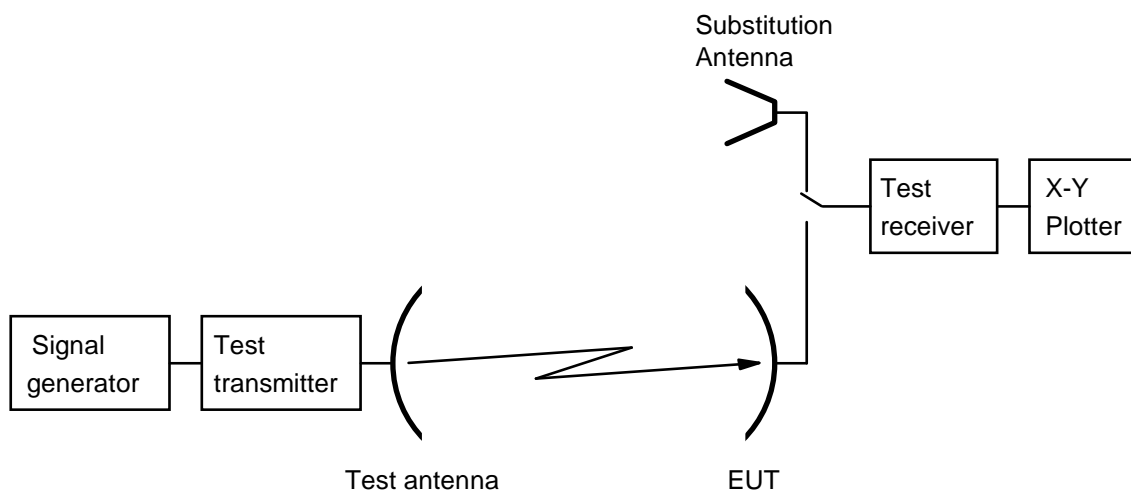 Substitution
Antenna
Test
receiver
X-Y
Plotter
Signal
generator
Test
transmitter
Test antenna
EUT